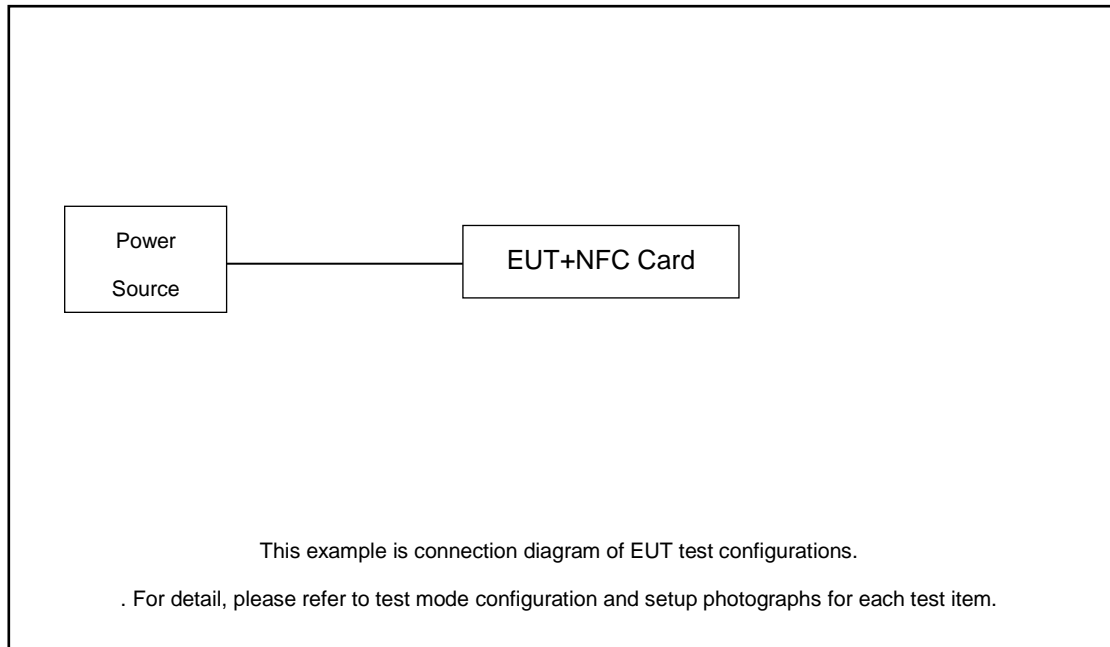 Power
Source
EUT+NFC Card
This example is connection diagram of EUT test configurations.
. For detail, please refer to test mode configuration and setup photographs for each test item.